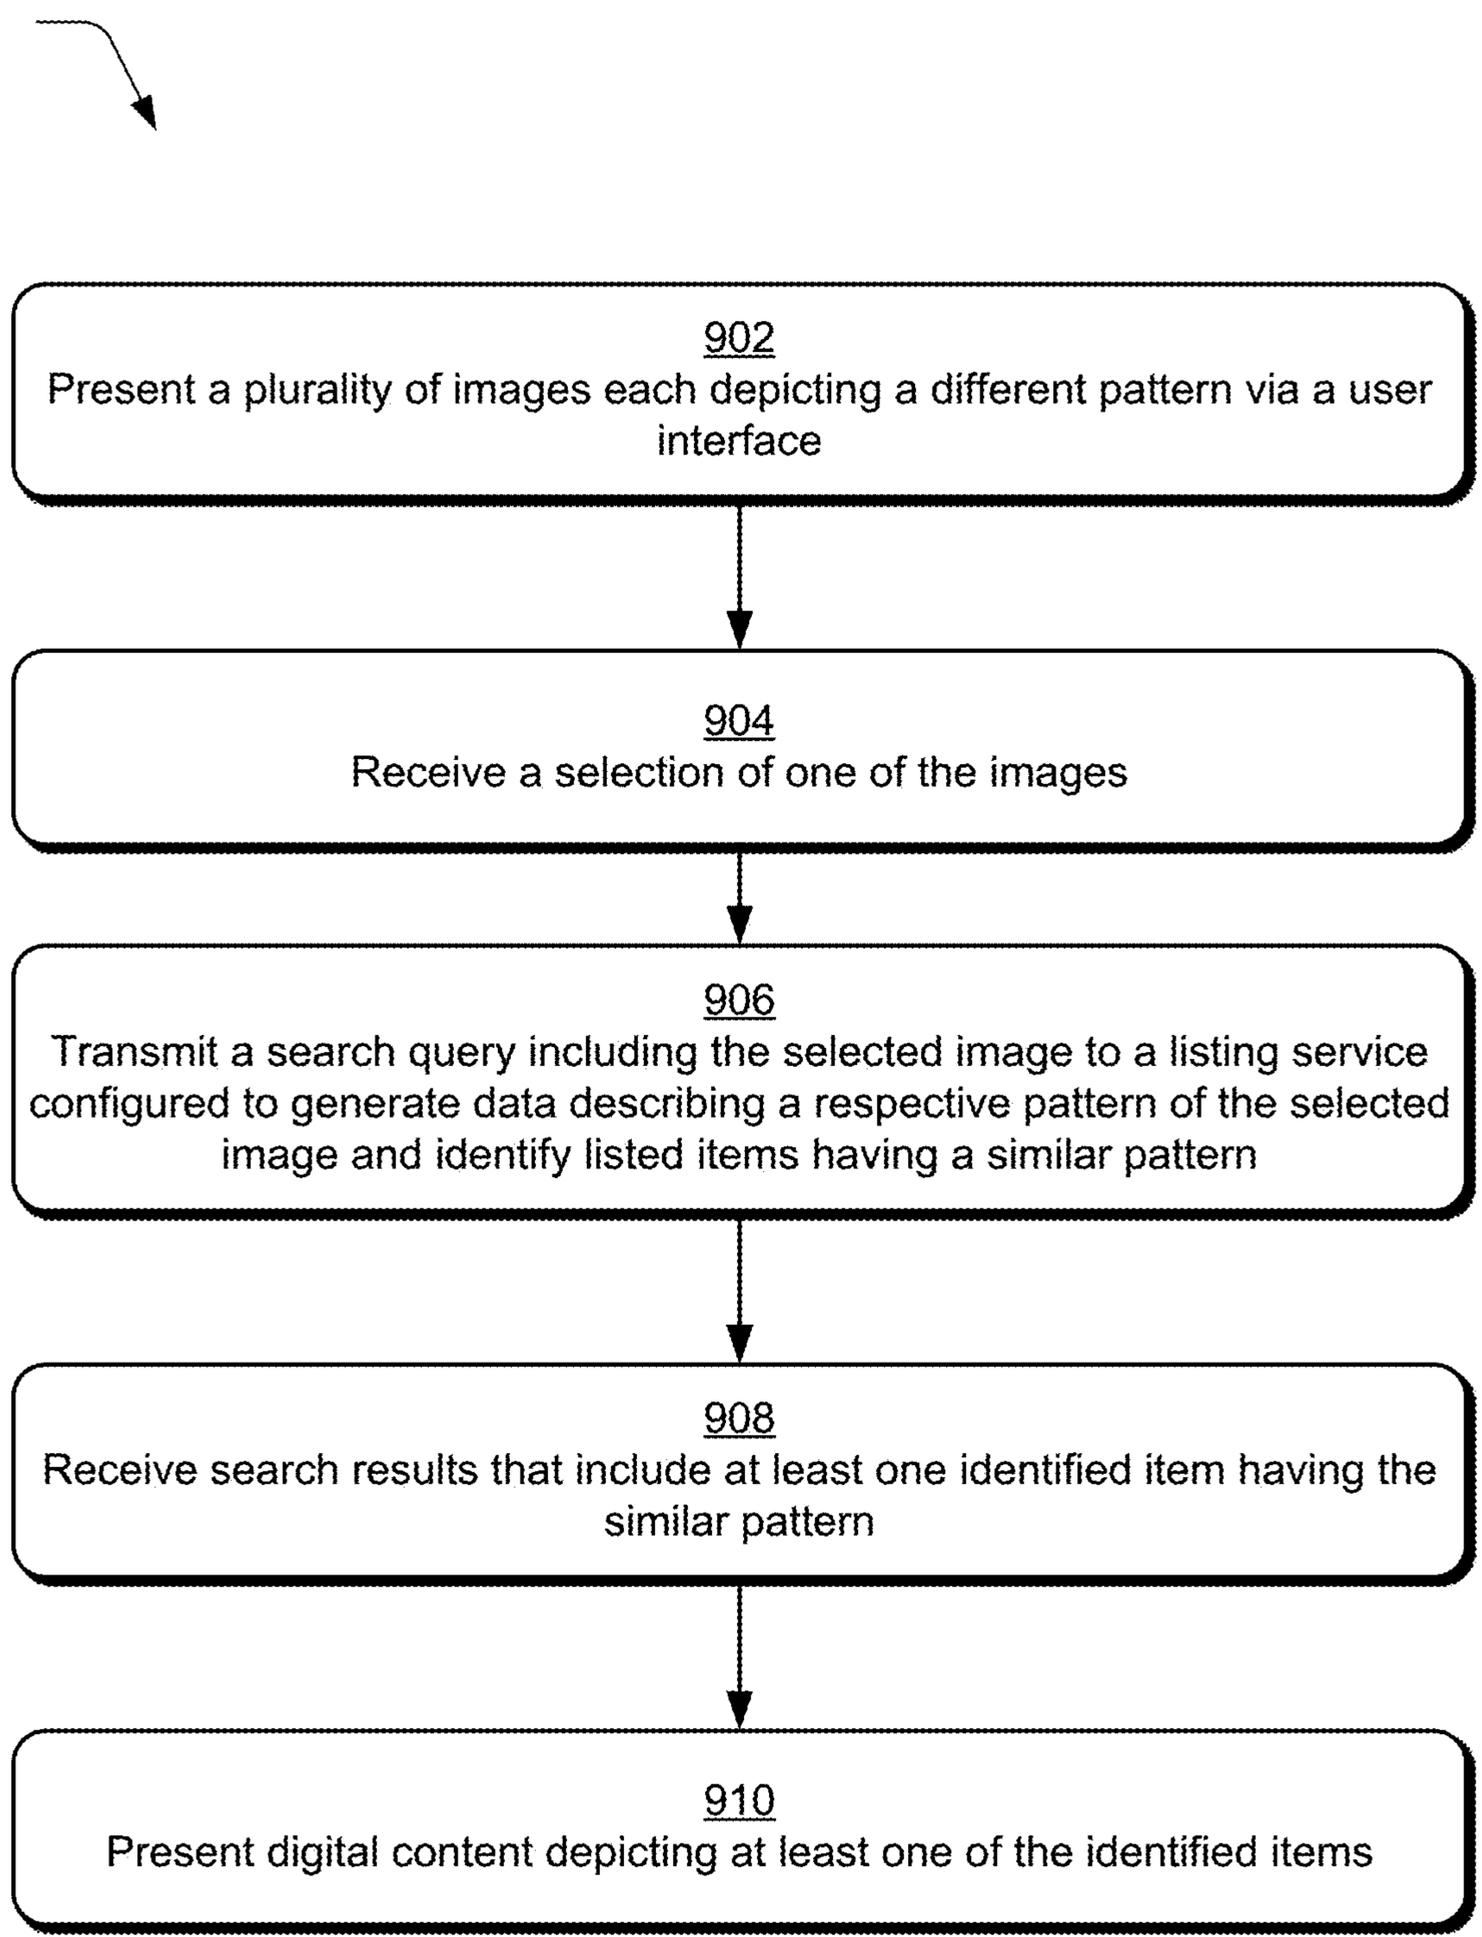 902
Present a plurality of images each depicting a different pattern via a user
interface
904
Receive a selection of one of the images
906
Transmit a search query including the selected image to a listing service
configured to generate data describing a respective pattern of the selected
image and identify listed items having a similar pattern
908
Receive search results that include at least one identified item having the
similar pattern
910
Present digital content depicting at least one of the identified items